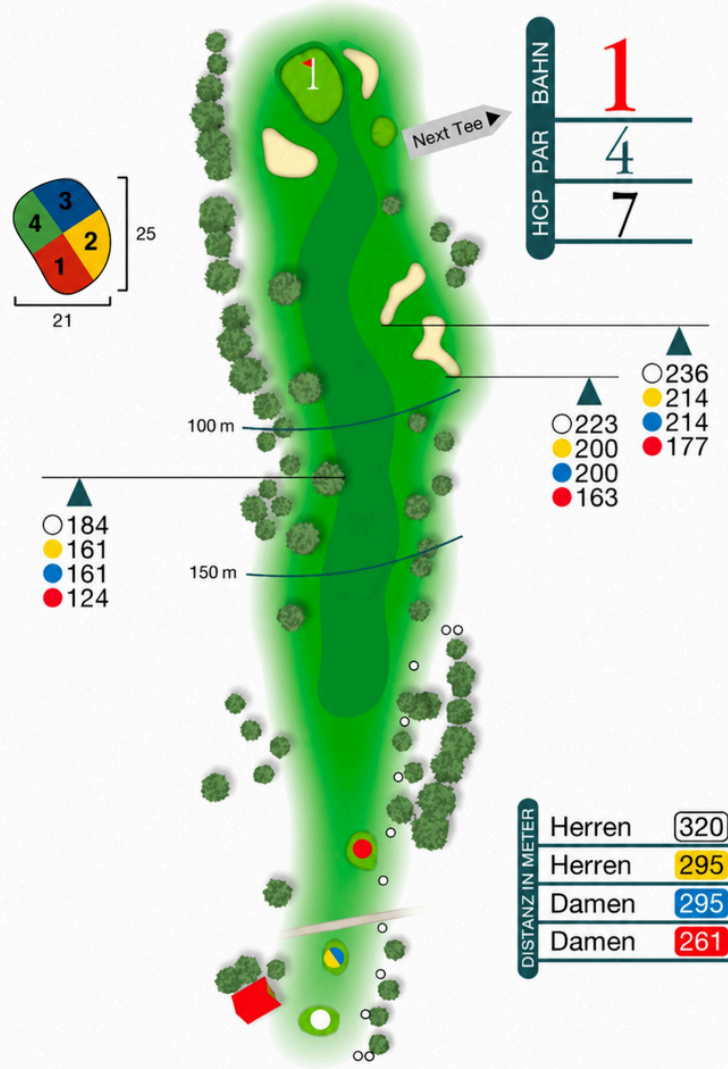 1
Next Tee
BAHN 1
PAR 4
HCP 7
3
4
2
1
25
21
236
214
214
177
223
200
200
163
100 m
184
161
161
124
150 m
DISTANZ IN METER
Herren 320
Herren 295
Damen 295
Damen 261